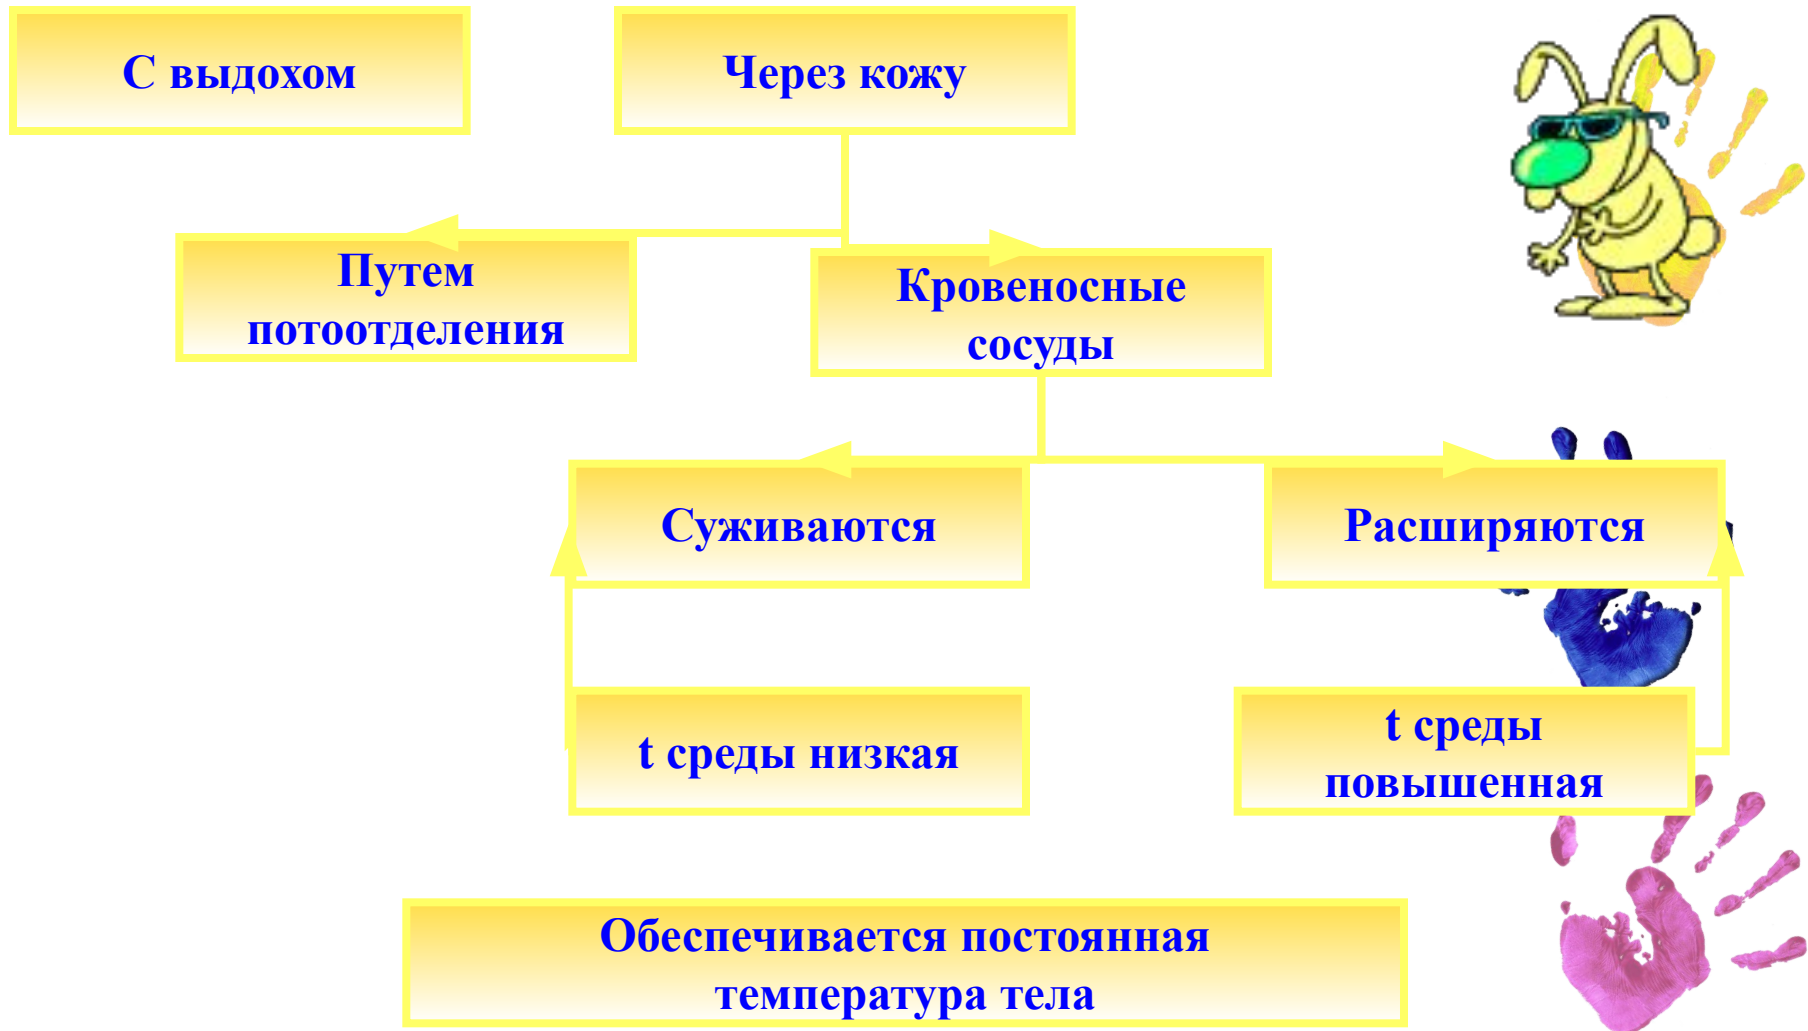 С выдохом
Через кожу
Путем
потоотделения
Кровеносные
сосуды
Суживаются
Расширяются
t среды низкая
t среды
повышенная
Обеспечивается постоянная
температура тела